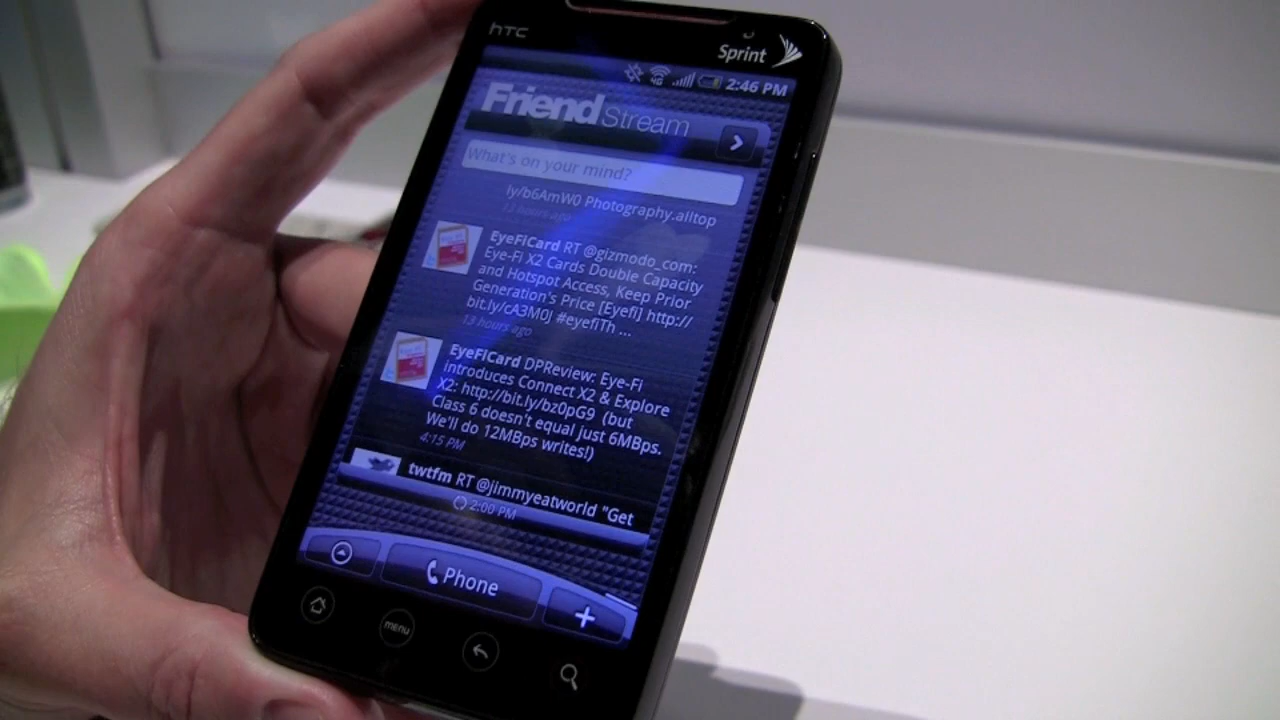 hTC
Sprint
4G
2:46 PM
Friend Stream
What's on your mind?
ly/b6AmW0 Photography.alltop
11 hours ago
EyeFiCard RT @gizmodo_com:
Eye-Fi X2 Cards Double Capacity
and Hotspot Access, Keep Prior
Generation's Price [Eyefi] http://
bit.ly/cA3M0J #eyefiTh ...
13 hours ago
EyeFiCard DPReview: Eye-Fi
introduces Connect X2 & Explore
X2: http://bit.ly/bz0pG9 (but
Class 6 doesn't equal just 6MBps.
We'll do 12MBps writes!)
4:15 PM
twtfm RT @jimmyeatworld "Get
2:00 PM
Phone
menu